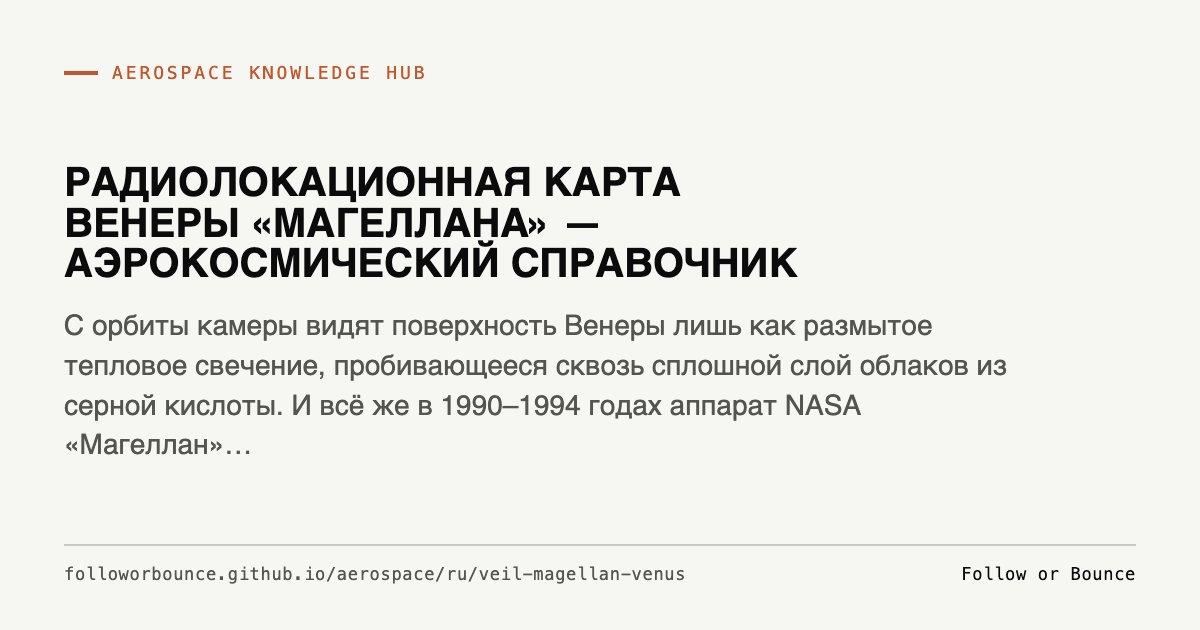 AEROSPACE KNOWLEDGE HUB
РАДИОЛОКАЦИОННАЯ КАРТА
ВЕНЕРЫ «МАГЕЛЛАНА» —
АЭРОКОСМИЧЕСКИЙ СПРАВОЧНИК
С орбиты камеры видят поверхность Венеры лишь как размытое
тепловое свечение, пробивающееся сквозь сплошной слой облаков из
серной кислоты. И всё же в 1990–1994 годах аппарат NASA
«Магеллан»…
followorbounce.github.io/aerospace/ru/veil-magellan-venus
Follow or Bounce